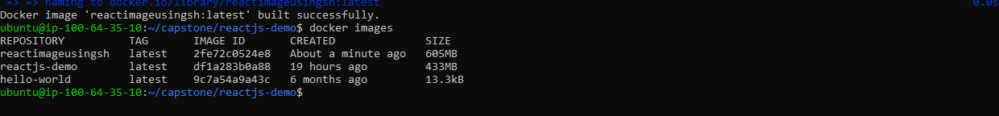 => => naming to docker.io/library/reactimageusingsh:latest 0.0s
Docker image 'reactimageusingsh:latest' built successfully.
ubuntu@ip-100-64-35-10:~/capstone/reactjs-demo$ docker images
REPOSITORY TAG IMAGE ID CREATED SIZE
reactimageusingsh latest 2fe72c0524e8 About a minute ago 605MB
reactjs-demo latest df1a283b0a88 19 hours ago 433MB
hello-world latest 9c7a54a9a43c 6 months ago 13.3kB
ubuntu@ip-100-64-35-10:~/capstone/reactjs-demo$